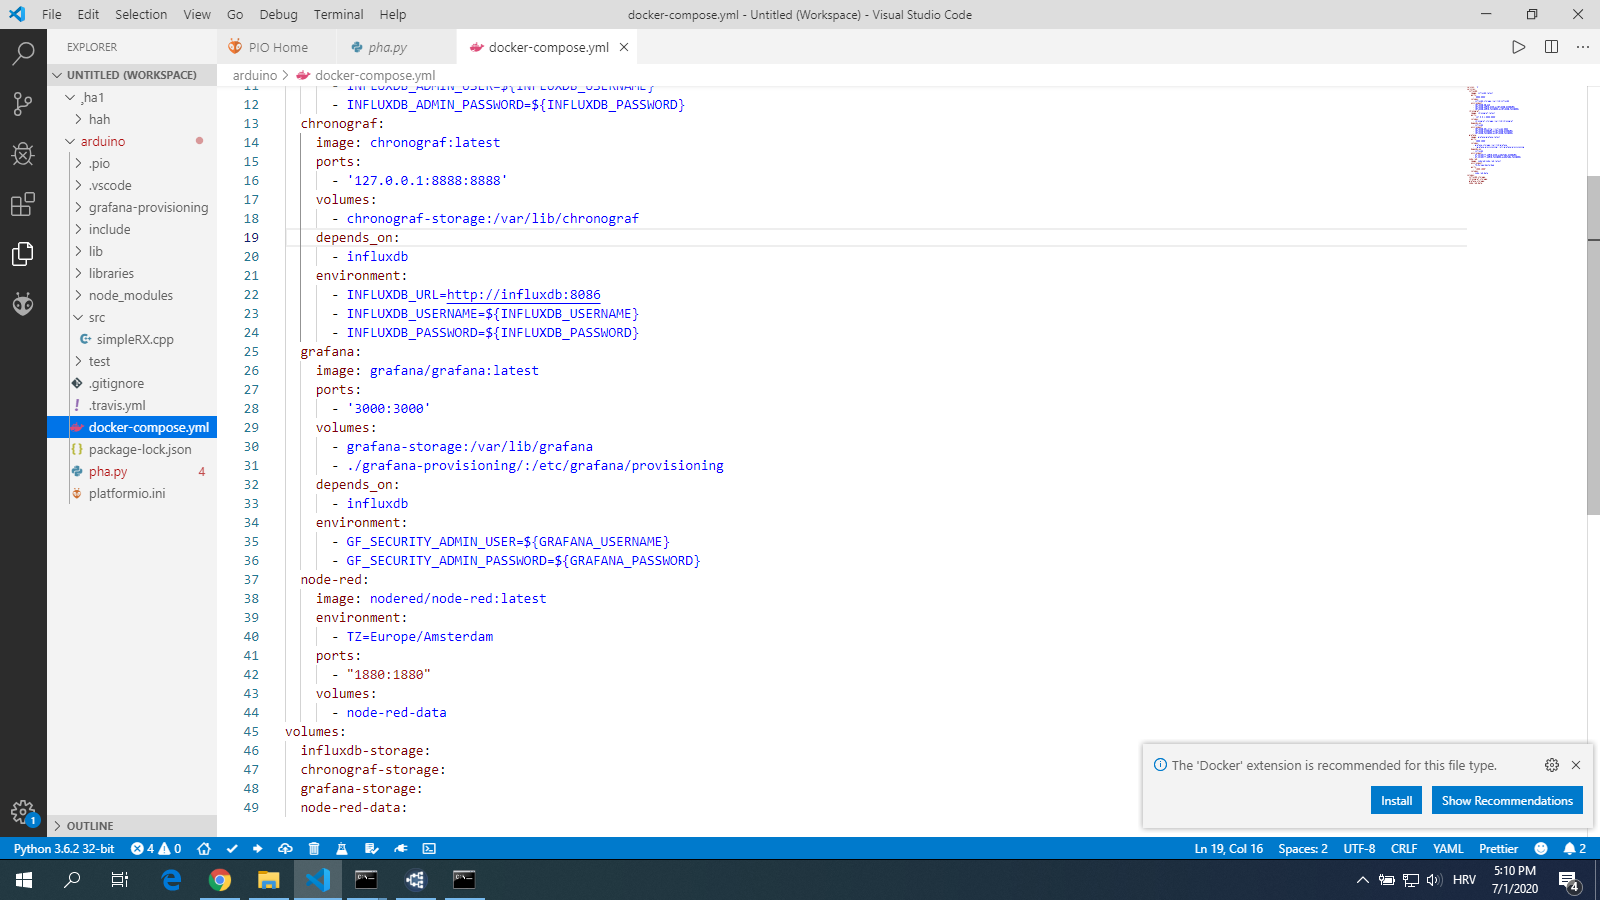 File Edit Selection View Go Debug Terminal Help
docker-compose.yml - Untitled (Workspace) - Visual Studio Code
EXPLORER
UNTITLED (WORKSPACE)
,ha1
hah
arduino
.pio
.vscode
grafana-provisioning
include
lib
libraries
node_modules
src
simpleRX.cpp
test
.gitignore
.travis.yml
docker-compose.yml
package-lock.json
pha.py 4
platformio.ini
OUTLINE
PIO Home
pha.py
docker-compose.yml
arduino > docker-compose.yml
11 - INFLUXDB_ADMIN_USER=${INFLUXDB_USERNAME}
12 - INFLUXDB_ADMIN_PASSWORD=${INFLUXDB_PASSWORD}
13 chronograf:
14 image: chronograf:latest
15 ports:
16 - '127.0.0.1:8888:8888'
17 volumes:
18 - chronograf-storage:/var/lib/chronograf
19 depends_on:
20 - influxdb
21 environment:
22 - INFLUXDB_URL=http://influxdb:8086
23 - INFLUXDB_USERNAME=${INFLUXDB_USERNAME}
24 - INFLUXDB_PASSWORD=${INFLUXDB_PASSWORD}
25 grafana:
26 image: grafana/grafana:latest
27 ports:
28 - '3000:3000'
29 volumes:
30 - grafana-storage:/var/lib/grafana
31 - ./grafana-provisioning/:/etc/grafana/provisioning
32 depends_on:
33 - influxdb
34 environment:
35 - GF_SECURITY_ADMIN_USER=${GRAFANA_USERNAME}
36 - GF_SECURITY_ADMIN_PASSWORD=${GRAFANA_PASSWORD}
37 node-red:
38 image: nodered/node-red:latest
39 environment:
40 - TZ=Europe/Amsterdam
41 ports:
42 - "1880:1880"
43 volumes:
44 - node-red-data
45 volumes:
46 influxdb-storage:
47 chronograf-storage:
48 grafana-storage:
49 node-red-data:
The 'Docker' extension is recommended for this file type.
Install
Show Recommendations
1
Python 3.6.2 32-bit 4 0
Ln 19, Col 16 Spaces: 2 UTF-8 CRLF YAML Prettier 2
HRV
5:10 PM
7/1/2020
4